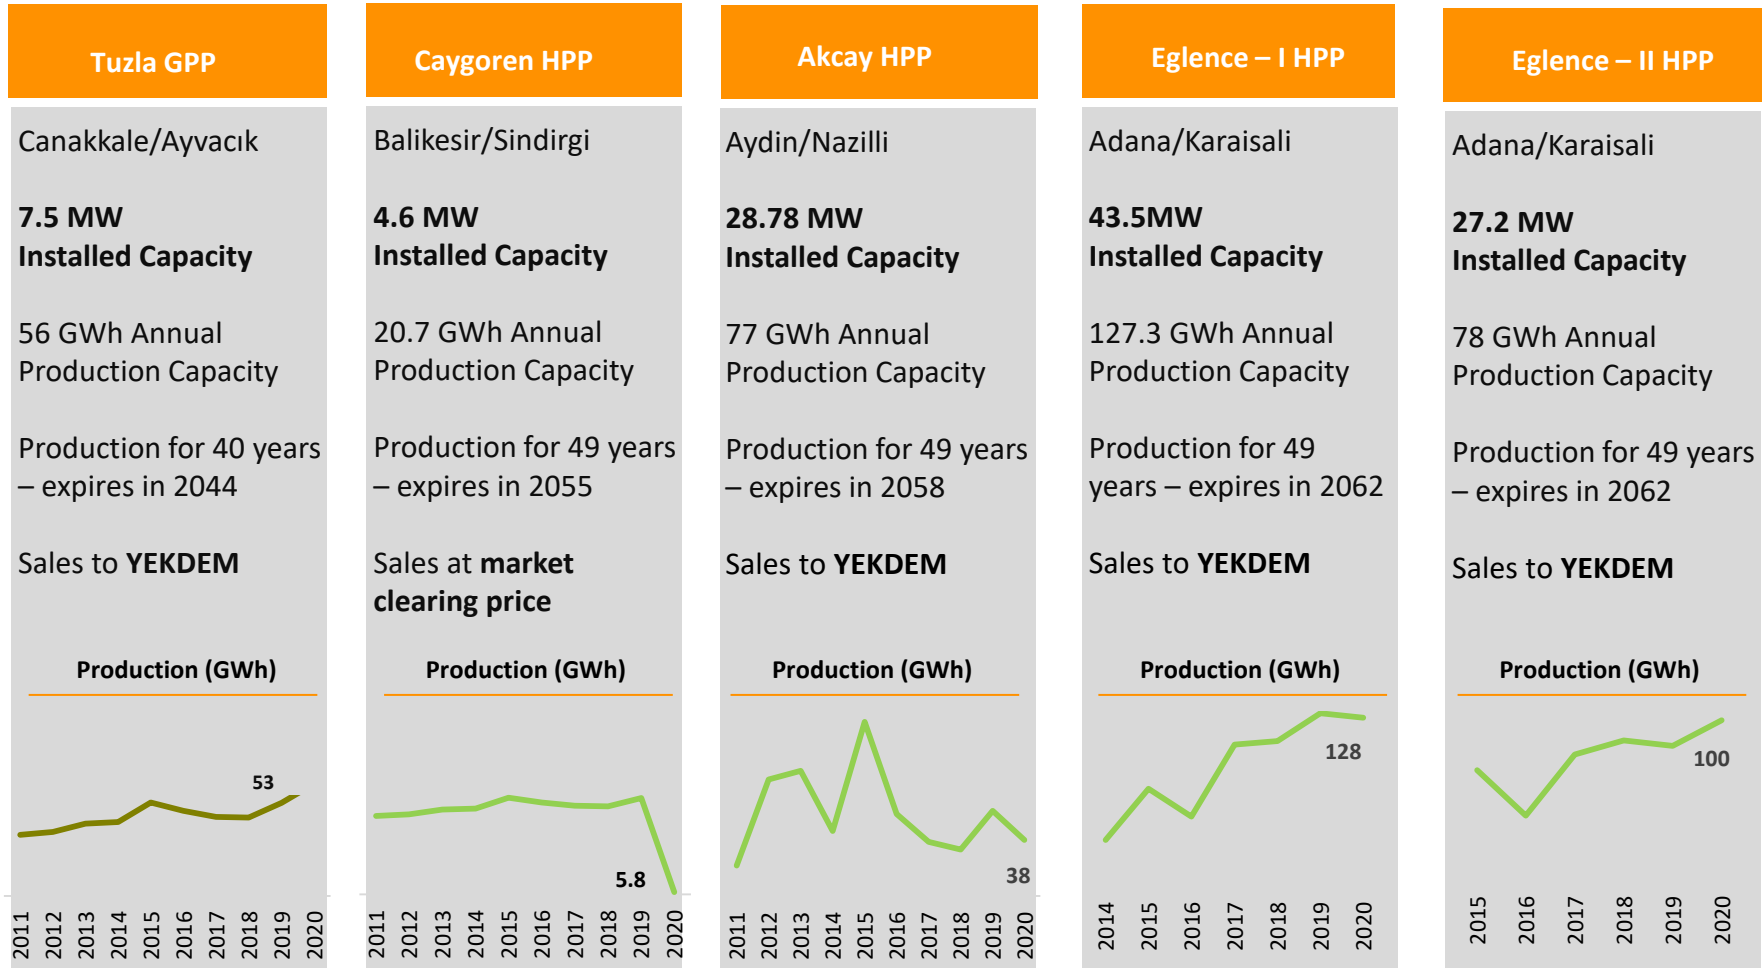 Tuzla GPP
Canakkale/Ayvacık
7.5 MW
Installed Capacity
56 GWh Annual
Production Capacity
Production for 40 years
– expires in 2044
Sales to YEKDEM
Production (GWh)
53
2011 2012 2013 2014 2015 2016 2017 2018 2019 2020
Caygoren HPP
Balikesir/Sindirgi
4.6 MW
Installed Capacity
20.7 GWh Annual
Production Capacity
Production for 49 years
– expires in 2055
Sales at market
clearing price
Production (GWh)
5.8
2011 2012 2013 2014 2015 2016 2017 2018 2019 2020
Akcay HPP
Aydin/Nazilli
28.78 MW
Installed Capacity
77 GWh Annual
Production Capacity
Production for 49 years
– expires in 2058
Sales to YEKDEM
Production (GWh)
38
2011 2012 2013 2014 2015 2016 2017 2018 2019 2020
Eglence – I HPP
Adana/Karaisali
43.5MW
Installed Capacity
127.3 GWh Annual
Production Capacity
Production for 49
years – expires in 2062
Sales to YEKDEM
Production (GWh)
128
2014 2015 2016 2017 2018 2019 2020
Eglence – II HPP
Adana/Karaisali
27.2 MW
Installed Capacity
78 GWh Annual
Production Capacity
Production for 49 years
– expires in 2062
Sales to YEKDEM
Production (GWh)
100
2015 2016 2017 2018 2019 2020